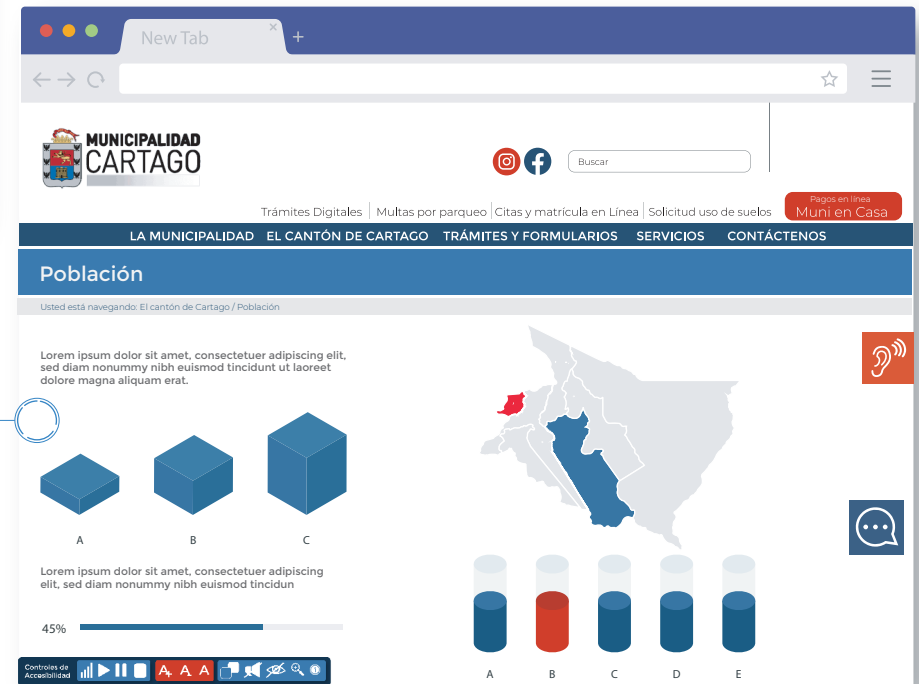 New Tab
MUNICIPALIDAD
CARTAGO
Buscar
Trámites Digitales
Multas por parqueo
Citas y matrícula en Línea
Solicitud uso de suelos
Pagos en línea
Muni en Casa
LA MUNICIPALIDAD
EL CANTÓN DE CARTAGO
TRÁMITES Y FORMULARIOS
SERVICIOS
CONTÁCTENOS
Población
Usted está navegando: El cantón de Cartago / Población
Lorem ipsum dolor sit amet, consectetuer adipiscing elit,
sed diam nonummy nibh euismod tincidunt ut laoreet
dolore magna aliquam erat.
A
B
C
Lorem ipsum dolor sit amet, consectetuer adipiscing
elit, sed diam nonummy nibh euismod tincidun
45%
A
B
C
D
E
Controles de
Accesibilidad
A+ A A